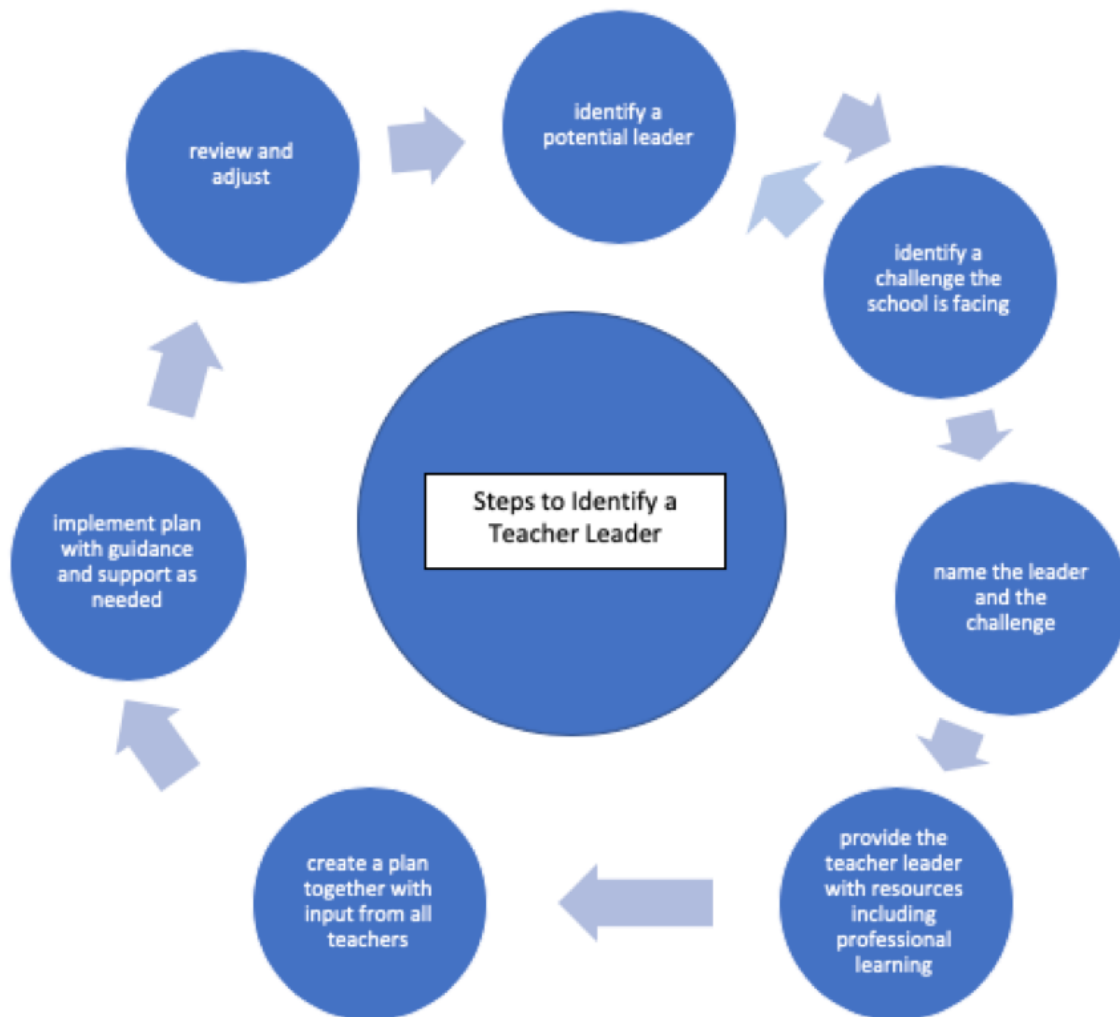 identify a
potential leader
identify a
challenge the
school is facing
name the leader
and the
challenge
provide the
teacher leader
with resources
including
professional
learning
create a plan
together with
input from all
teachers
implement plan
with guidance
and support as
needed
review and
adjust
Steps to Identify a
Teacher Leader